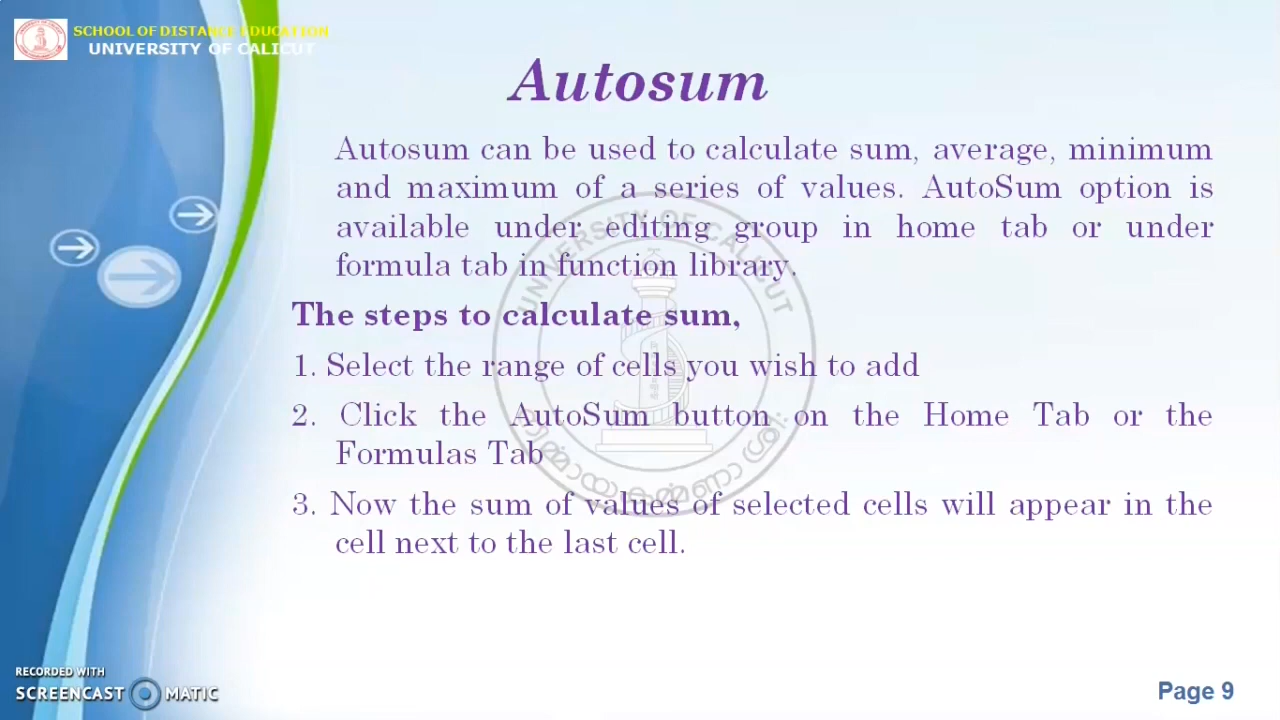 SCHOOL OF DISTANCE EDUCATION
UNIVERSITY OF CALICUT
Autosum
Autosum can be used to calculate sum, average, minimum
and maximum of a series of values. AutoSum option is
available under editing group in home tab or under
formula tab in function library.
The steps to calculate sum,
1. Select the range of cells you wish to add
2. Click the AutoSum button on the Home Tab or the
Formulas Tab
3. Now the sum of values of selected cells will appear in the
cell next to the last cell.
UNIVERSITY OF CALICUT
RECORDED WITH
SCREENCAST MATIC
Page 9